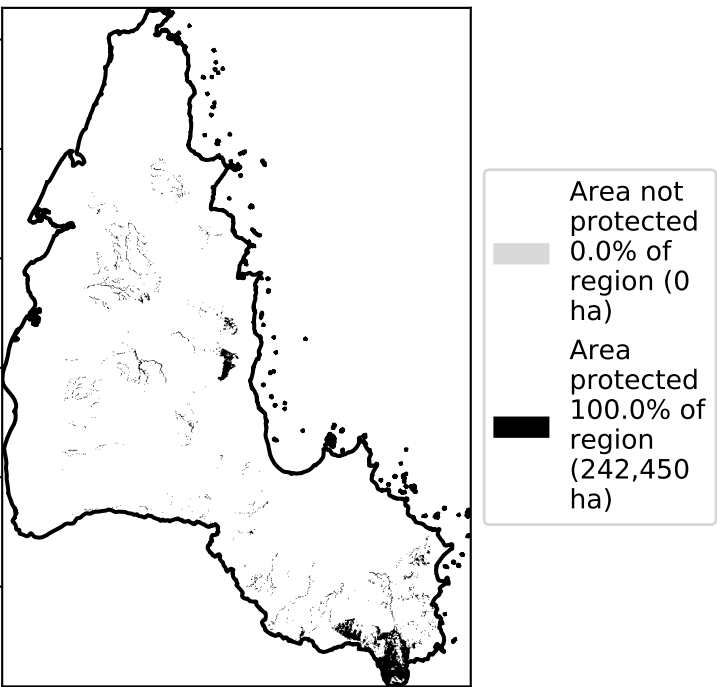 Area not
protected
0.0% of
region (0
ha)
Area
protected
100.0% of
region
(242,450
ha)